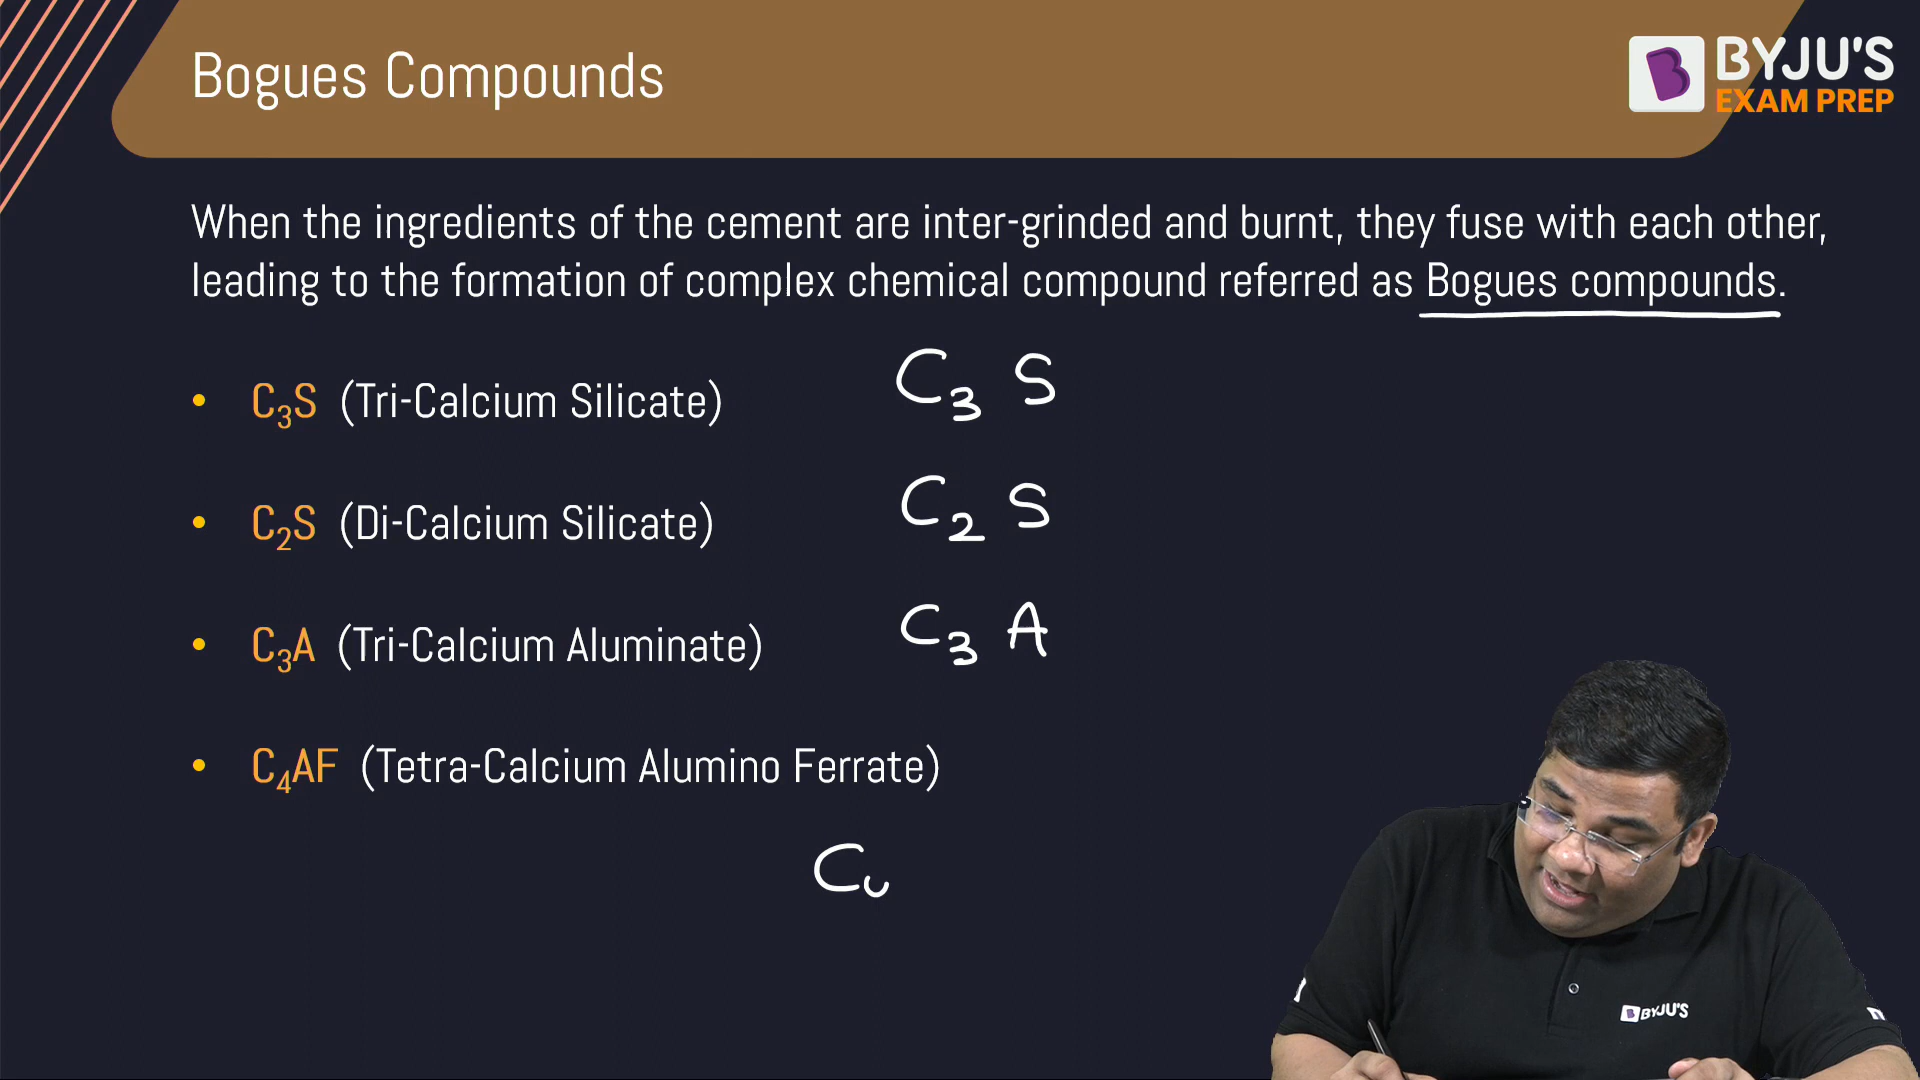 Bogues Compounds
BYJU'S
EXAM PREP
When the ingredients of the cement are inter-grinded and burnt, they fuse with each other,
leading to the formation of complex chemical compound referred as Bogues compounds.
• C₃S (Tri-Calcium Silicate)
C₃ S
• C₂S (Di-Calcium Silicate)
C₂ S
• C₃A (Tri-Calcium Aluminate)
C₃ A
• C₄AF (Tetra-Calcium Alumino Ferrate)
C
BYJU'S